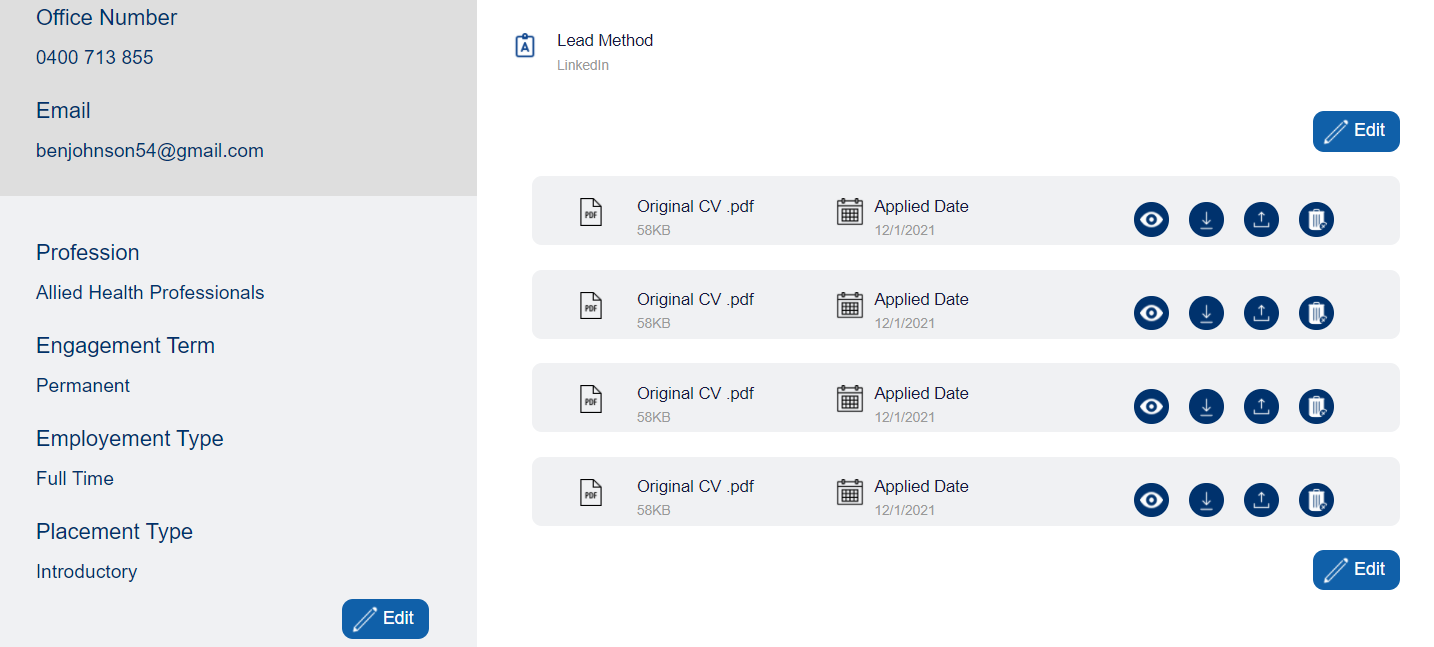 Office Number
0400 713 855
Email
benjohnson54@gmail.com
Profession
Allied Health Professionals
Engagement Term
Permanent
Employement Type
Full Time
Placement Type
Introductory
Edit
A
Lead Method
LinkedIn
Edit
PDF
Original CV .pdf
58KB
Applied Date
12/1/2021
PDF
Original CV .pdf
58KB
Applied Date
12/1/2021
PDF
Original CV .pdf
58KB
Applied Date
12/1/2021
PDF
Original CV .pdf
58KB
Applied Date
12/1/2021
Edit